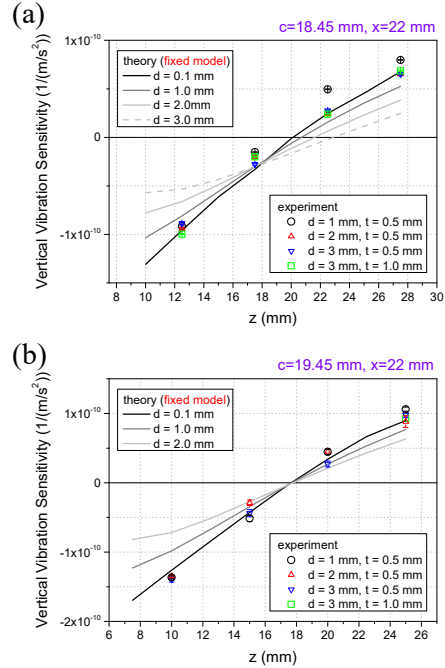 (a)
c=18.45 mm, x=22 mm
Vertical Vibration Sensitivity (1/(m/s²))
1x10⁻¹⁰
0
-1x10⁻¹⁰
theory (fixed model)
d = 0.1 mm
d = 1.0 mm
d = 2.0mm
d = 3.0 mm
experiment
d = 1 mm, t = 0.5 mm
d = 2 mm, t = 0.5mm
d = 3 mm, t = 0.5 mm
d = 3 mm, t = 1.0 mm
8 10 12 14 16 18 20 22 24 26 28 30
z (mm)
(b)
c=19.45 mm, x=22 mm
Vertical Vibration Sensitivity (1/(m/s²))
1x10⁻¹⁰
0
-1x10⁻¹⁰
-2x10⁻¹⁰
theory (fixed model)
d = 0.1 mm
d = 1.0 mm
d = 2.0 mm
experiment
d = 1 mm, t = 0.5 mm
d = 2 mm, t = 0.5mm
d = 3 mm, t = 0.5 mm
d = 3 mm, t = 1.0 mm
6 8 10 12 14 16 18 20 22 24 26
z (mm)